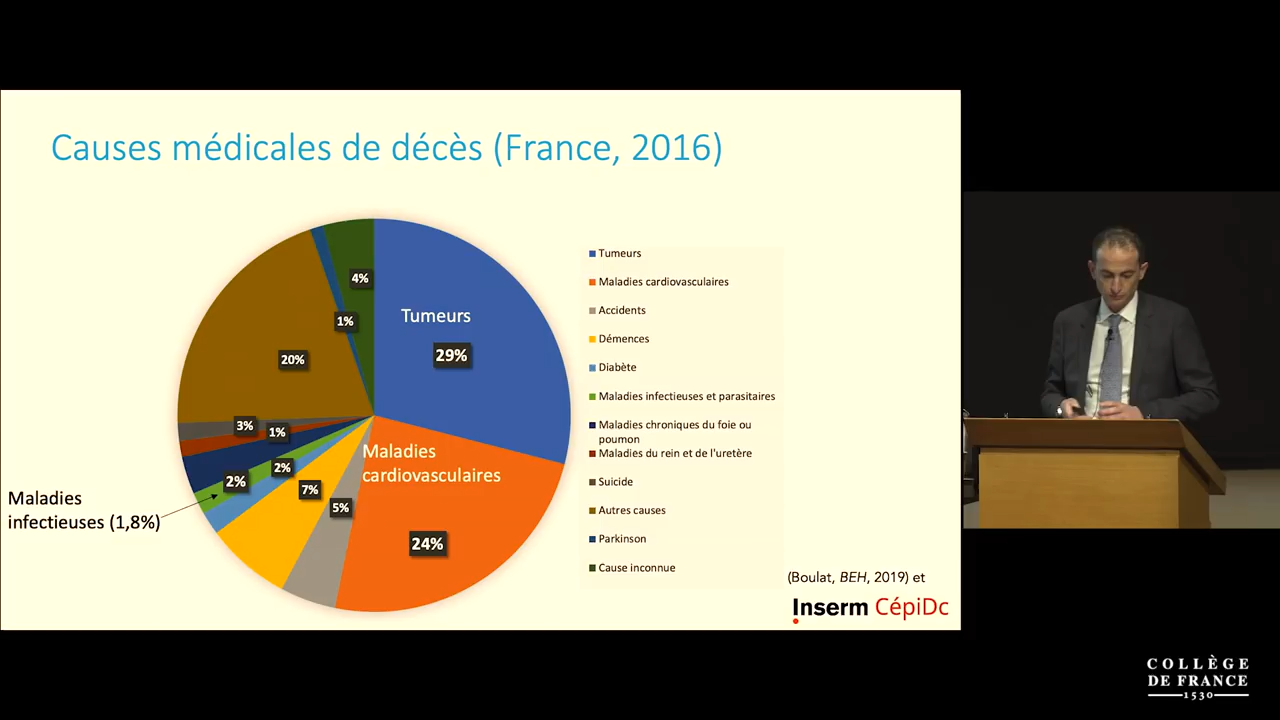 Causes médicales de décès (France, 2016)
4%
1%
Tumeurs
29%
20%
3%
1%
2%
2%
7%
5%
Maladies
cardiovasculaires
24%
Maladies
infectieuses (1,8%)
Tumeurs
Maladies cardiovasculaires
Accidents
Démences
Diabète
Maladies infectieuses et parasitaires
Maladies chroniques du foie ou
poumon
Maladies du rein et de l'uretère
Suicide
Autres causes
Parkinson
Cause inconnue
(Boulat, BEH, 2019) et
Inserm CépiDc
COLLÈGE
DE FRANCE
1530